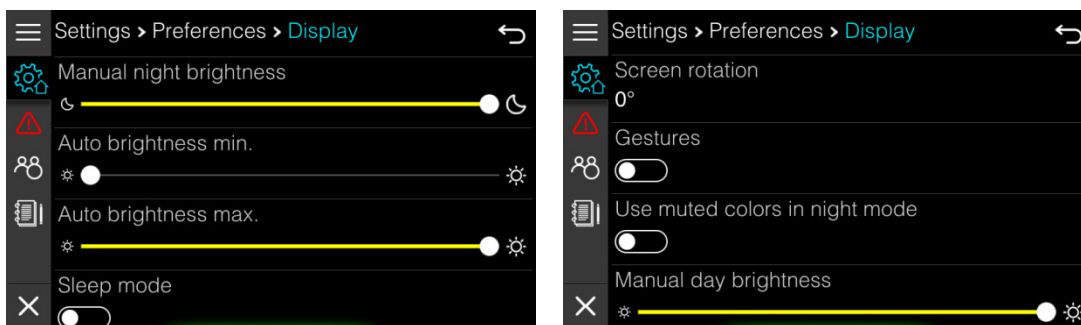 Settings > Preferences > Display
Manual night brightness
Auto brightness min.
Auto brightness max.
Sleep mode
Settings > Preferences > Display
Screen rotation
0°
Gestures
Use muted colors in night mode
Manual day brightness